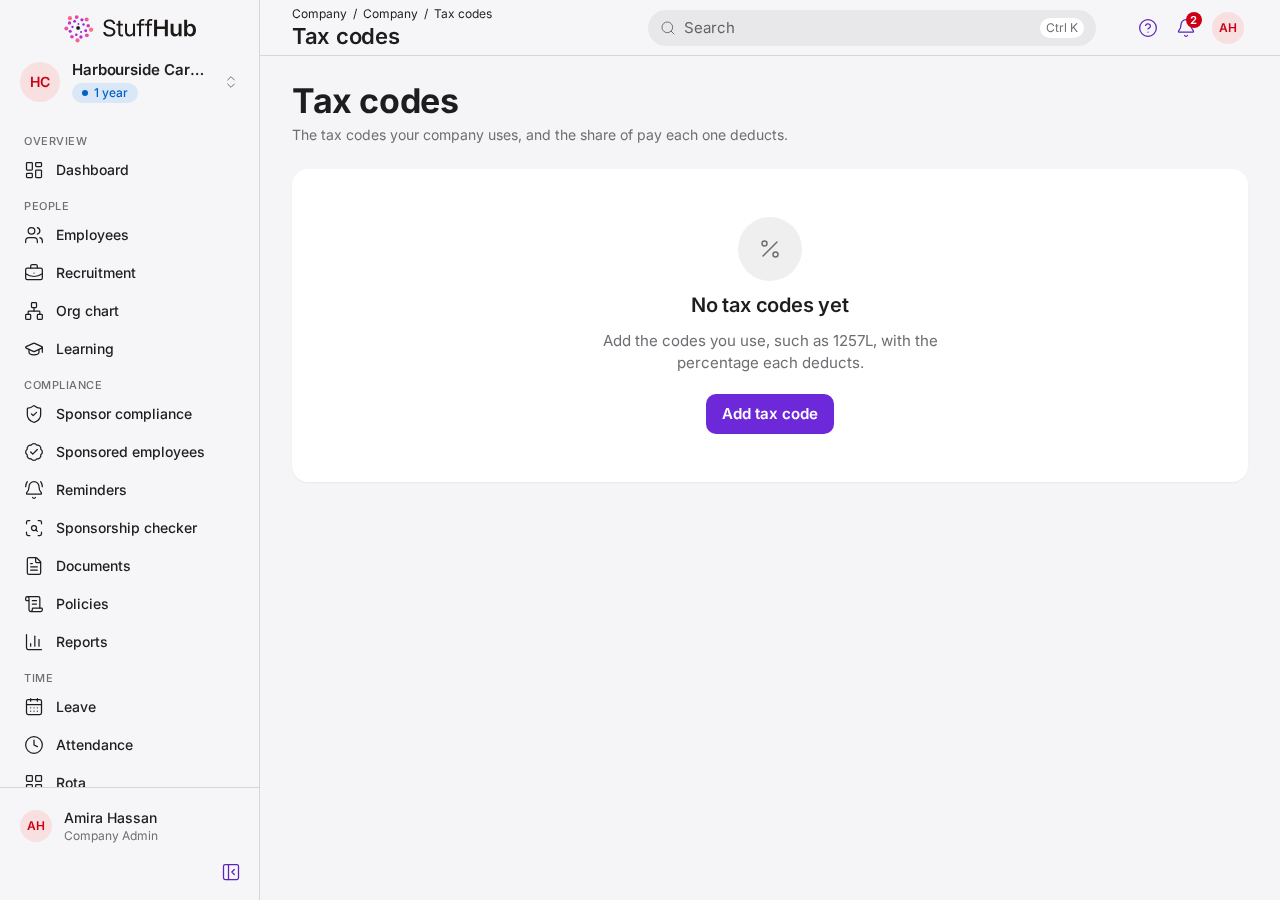 StuffHub
HC
Harbourside Car...
1 year
OVERVIEW
Dashboard
PEOPLE
Employees
Recruitment
Org chart
Learning
COMPLIANCE
Sponsor compliance
Sponsored employees
Reminders
Sponsorship checker
Documents
Policies
Reports
TIME
Leave
Attendance
Rota
AH
Amira Hassan
Company Admin
Company / Company / Tax codes
Tax codes
Search
Ctrl K
2
AH
Tax codes
The tax codes your company uses, and the share of pay each one deducts.
No tax codes yet
Add the codes you use, such as 1257L, with the
percentage each deducts.
Add tax code